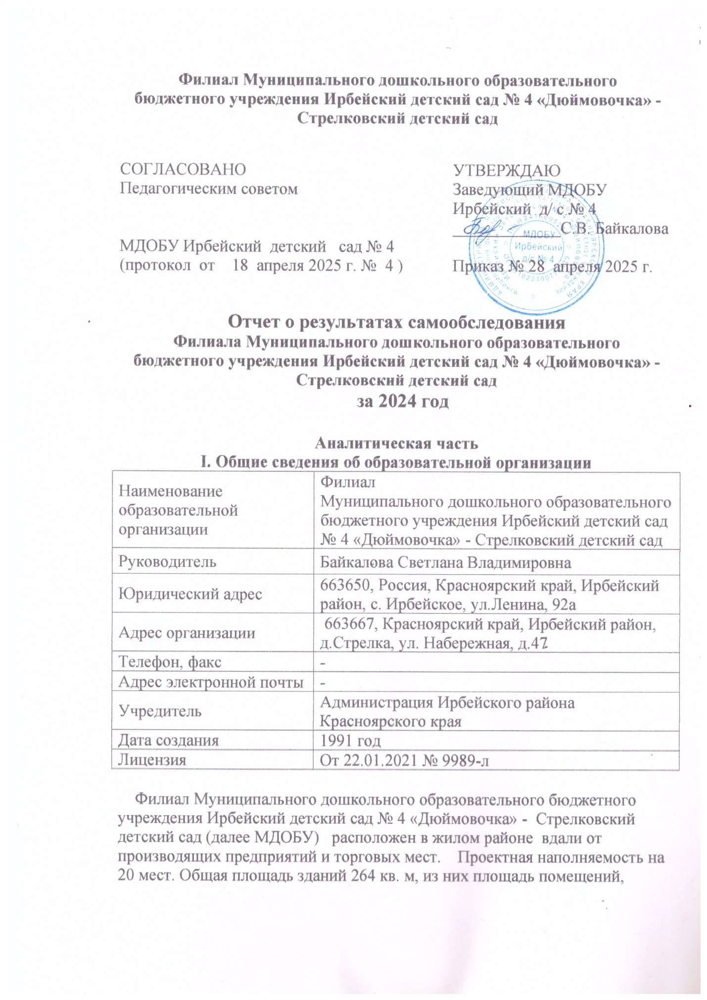 Филиал Муниципального дошкольного образовательного
бюджетного учреждения Ирбейский детский сад № 4 «Дюймовочка» -
Стрелковский детский сад
СОГЛАСОВАНО
Педагогическим советом
МДОБУ Ирбейский детский сад № 4
(протокол от 18 апреля 2025 г. № 4 )
УТВЕРЖДАЮ
Заведующий МДОБУ
Ирбейский д/ с № 4
С.В. Байкалова
Приказ № 28 апреля 2025 г.
МДОБУ
Ирбейский
д/с № 4
Отчет о результатах самообследования
Филиала Муниципального дошкольного образовательного
бюджетного учреждения Ирбейский детский сад № 4 «Дюймовочка» -
Стрелковский детский сад
за 2024 год
Аналитическая часть
I. Общие сведения об образовательной организации
Наименование
образовательной
организации
Филиал
Муниципального дошкольного образовательного
бюджетного учреждения Ирбейский детский сад
№ 4 «Дюймовочка» - Стрелковский детский сад
Руководитель
Байкалова Светлана Владимировна
Юридический адрес
663650, Россия, Красноярский край, Ирбейский
район, с. Ирбейское, ул.Ленина, 92а
Адрес организации
663667, Красноярский край, Ирбейский район,
д.Стрелка, ул. Набережная, д.47
Телефон, факс
-
Адрес электронной почты
-
Учредитель
Администрация Ирбейского района
Красноярского края
Дата создания
1991 год
Лицензия
От 22.01.2021 № 9989-л
Филиал Муниципального дошкольного образовательного бюджетного
учреждения Ирбейский детский сад № 4 «Дюймовочка» - Стрелковский
детский сад (далее МДОБУ) расположен в жилом районе вдали от
производящих предприятий и торговых мест. Проектная наполняемость на
20 мест. Общая площадь зданий 264 кв. м, из них площадь помещений,